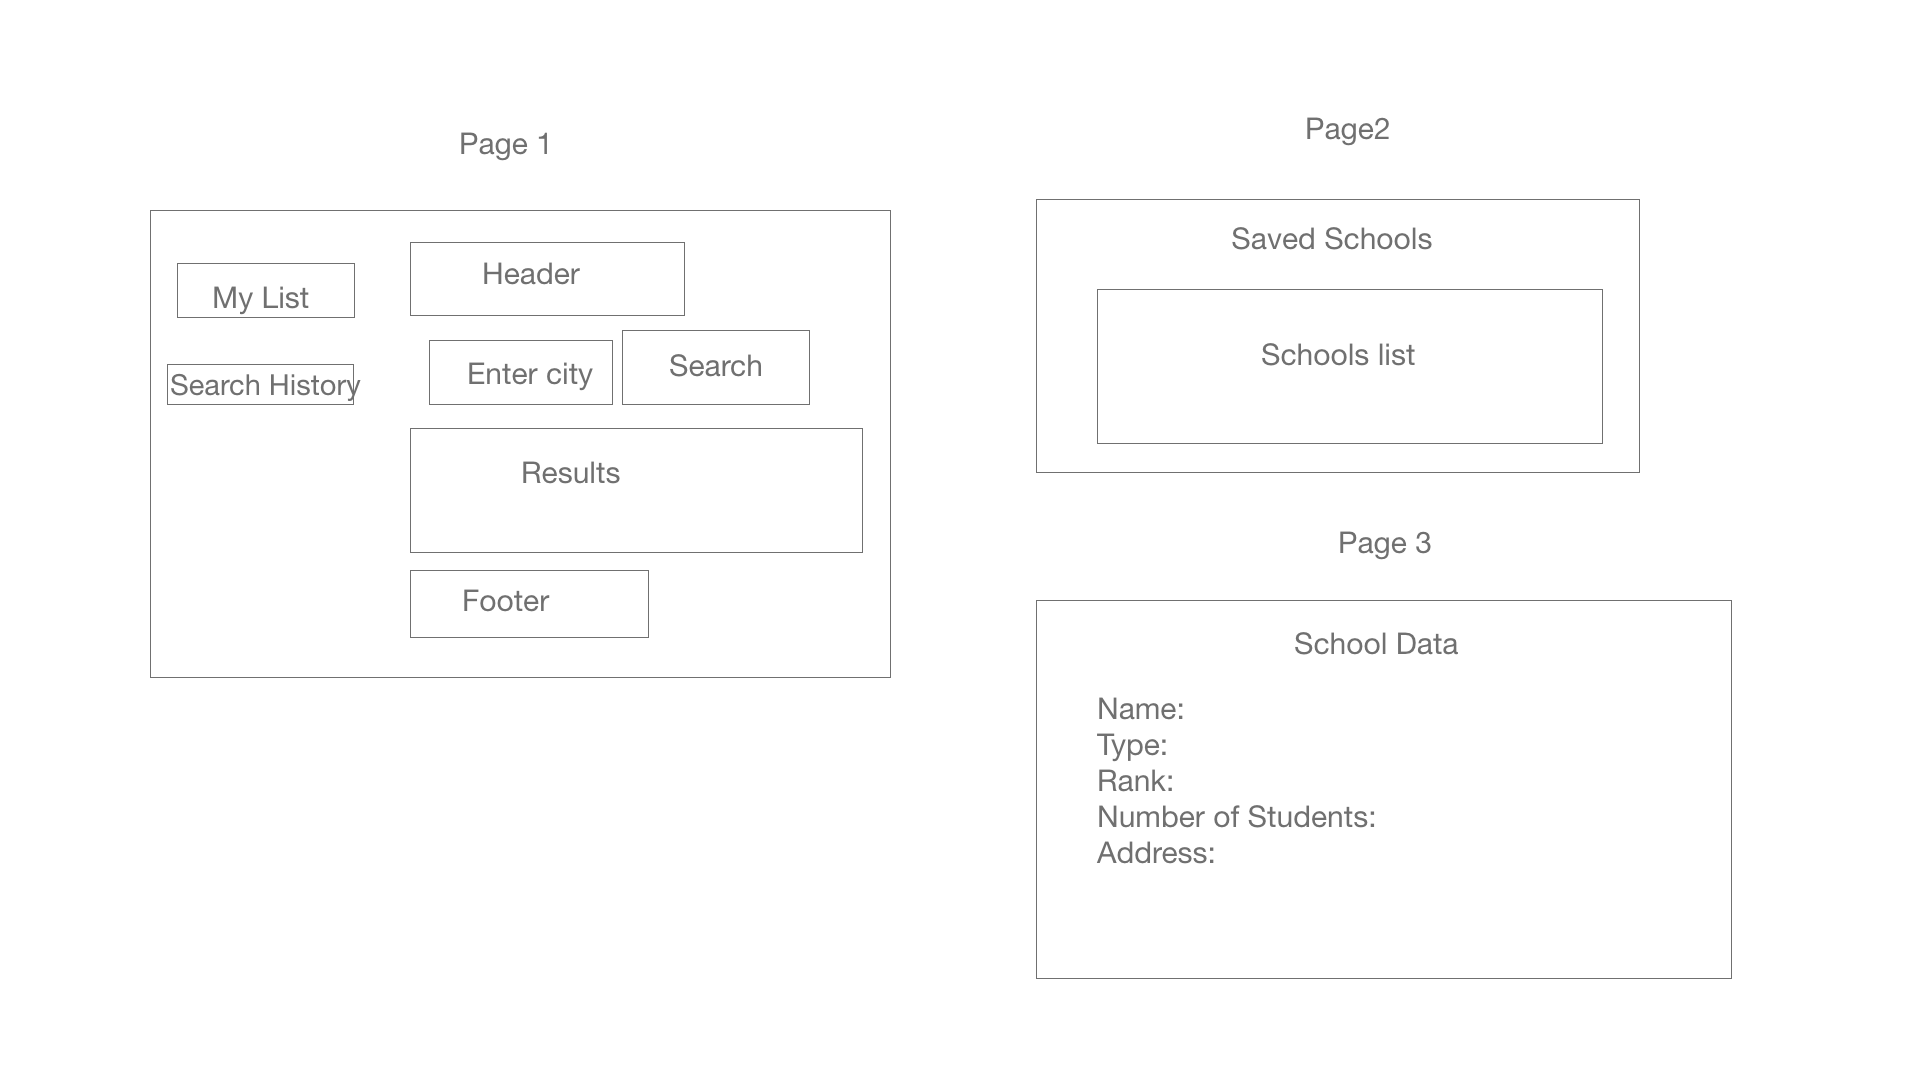 Page 1
My List
Header
Search History
Enter city
Search
Results
Footer
Page2
Saved Schools
Schools list
Page 3
School Data
Name:
Type:
Rank:
Number of Students:
Address: